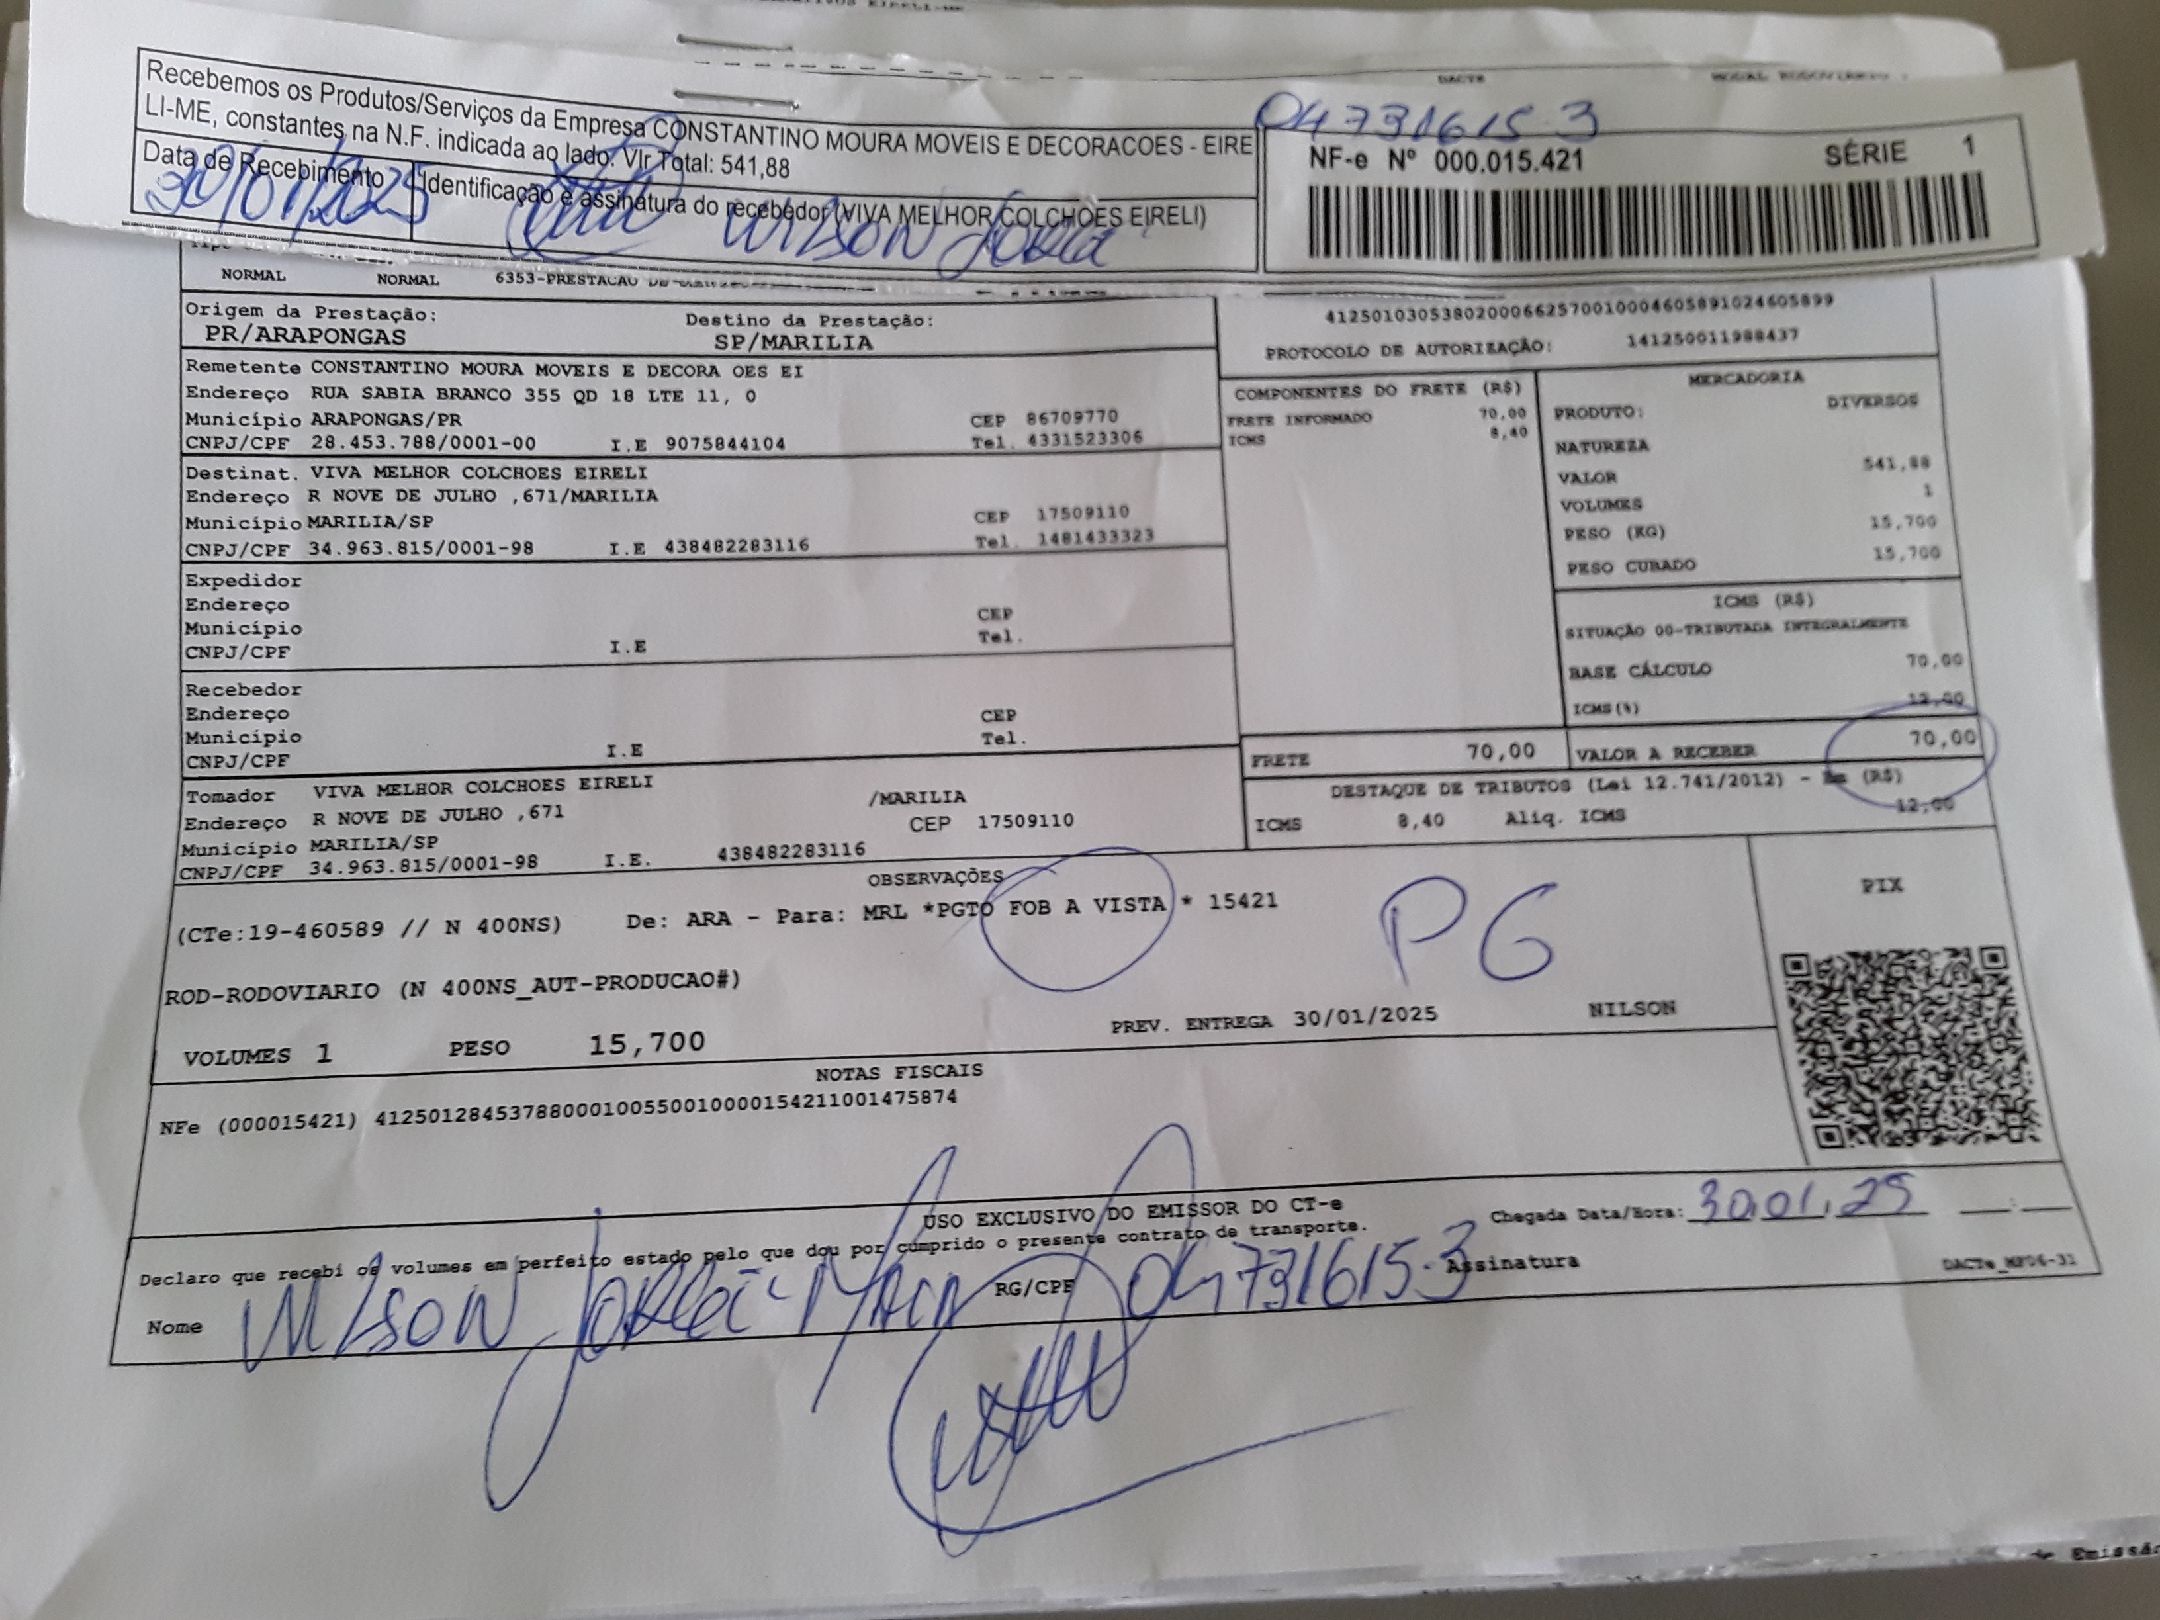 DACTE
Recebemos os Produtos/Serviços da Empresa CONSTANTINO MOURA MOVEIS E DECORACOES - EIRE
LI-ME, constantes na N.F. indicada ao lado. Vlr Total: 541,88
Data de Recebimento
Identificação e assinatura do recebedor (VIVA MELHOR COLCHOES EIRELI)
30/01/2025
WILSON
04731615-3
NF-e Nº 000.015.421 SÉRIE 1
NORMAL NORMAL 6353-PRESTACAO
Origem da Prestação: Destino da Prestação:
PR/ARAPONGAS SP/MARILIA
Remetente CONSTANTINO MOURA MOVEIS E DECORA OES EI
Endereço RUA SABIA BRANCO 355 QD 18 LTE 11, 0
Município ARAPONGAS/PR CEP 86709770
CNPJ/CPF 28.453.788/0001-00 I.E 9075844104 Tel. 4331523306
Destinat. VIVA MELHOR COLCHOES EIRELI
Endereço R NOVE DE JULHO ,671/MARILIA
Município MARILIA/SP CEP 17509110
CNPJ/CPF 34.963.815/0001-98 I.E 438482283116 Tel. 1481433323
Expedidor
Endereço CEP
Município Tel.
CNPJ/CPF I.E
Recebedor
Endereço CEP
Município Tel.
CNPJ/CPF I.E
Tomador VIVA MELHOR COLCHOES EIRELI
Endereço R NOVE DE JULHO ,671 /MARILIA
Município MARILIA/SP CEP 17509110
CNPJ/CPF 34.963.815/0001-98 I.E. 438482283116
41250103053802000662570010004605891024605899
PROTOCOLO DE AUTORIZAÇÃO: 141250011988437
COMPONENTES DO FRETE (R$)
FRETE INFORMADO 70,00
ICMS 8,40
MERCADORIA
PRODUTO: DIVERSOS
NATUREZA
VALOR 541,88
VOLUMES 1
PESO (KG) 15,700
PESO CUBADO 15,700
ICMS (R$)
SITUAÇÃO 00-TRIBUTADA INTEGRALMENTE
BASE CÁLCULO 70,00
ICMS(%) 12,00
FRETE 70,00 VALOR A RECEBER 70,00
DESTAQUE DE TRIBUTOS (Lei 12.741/2012) - Em (R$)
ICMS 8,40 Aliq. ICMS 12,00
OBSERVAÇÕES
(CTe:19-460589 // N 400NS) De: ARA - Para: MRL *PGTO FOB A VISTA * 15421
PG
PIX
ROD-RODOVIARIO (N 400NS_AUT-PRODUCAO#)
VOLUMES 1 PESO 15,700 PREV. ENTREGA 30/01/2025 NILSON
NOTAS FISCAIS
NFe (000015421) 41250128453788000100550010000154211001475874
USO EXCLUSIVO DO EMISSOR DO CT-e
Chegada Data/Hora: 30.01.25
Declaro que recebi os volumes em perfeito estado pelo que dou por cumprido o presente contrato de transporte.
Nome WILSON RG/CPF 04731615-3 Assinatura
DACTe_MP06-31
de Emissã